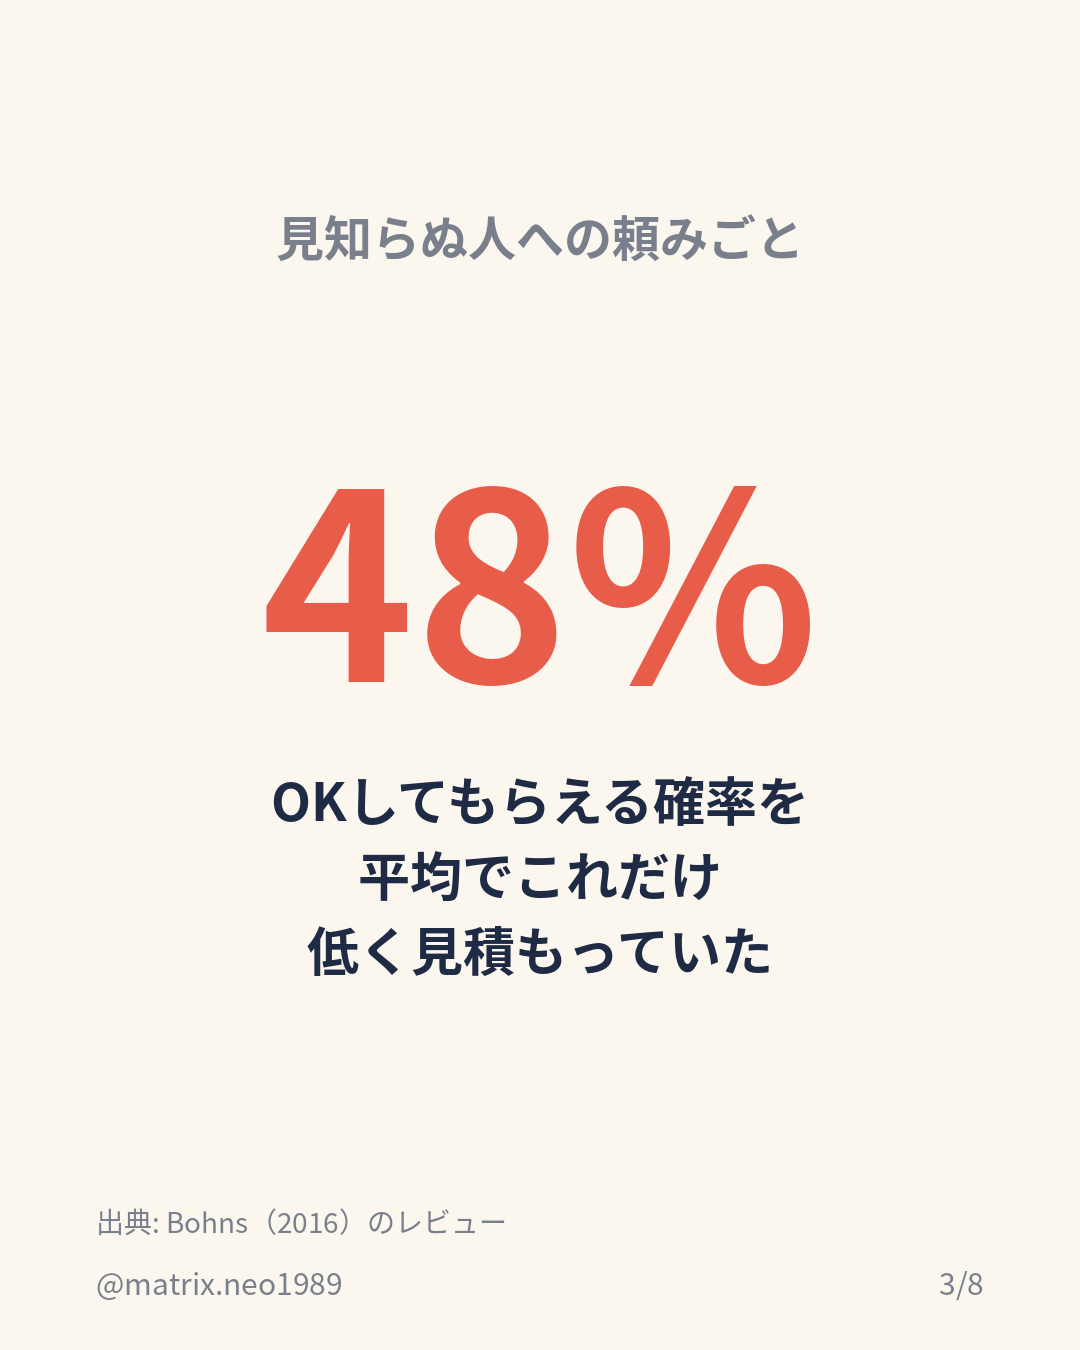 見知らぬ人への頼みごと
48%
OKしてもらえる確率を
平均でこれだけ
低く見積もっていた
出典: Bohns（2016）のレビュー
@matrix.neo1989
3/8